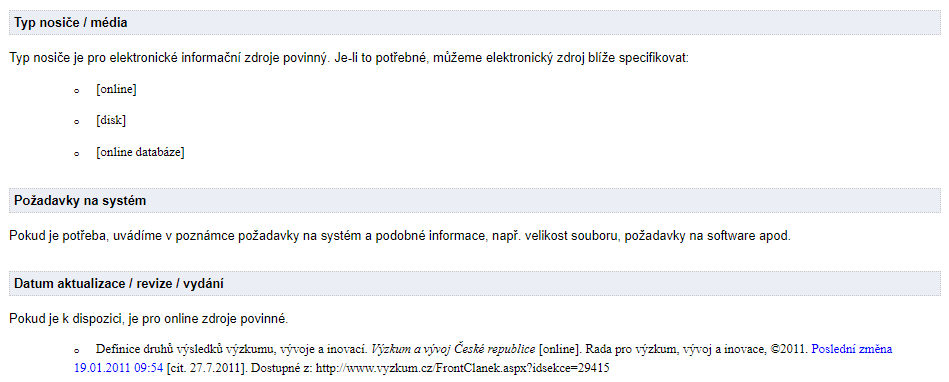 Typ nosiče / média
Typ nosiče je pro elektronické informační zdroje povinný. Je-li to potřebné, můžeme elektronický zdroj blíže specifikovat:
[online]
[disk]
[online databáze]
Požadavky na systém
Pokud je potřeba, uvádíme v poznámce požadavky na systém a podobné informace, např. velikost souboru, požadavky na software apod.
Datum aktualizace / revize / vydání
Pokud je k dispozici, je pro online zdroje povinné.
Definice druhů výsledků výzkumu, vývoje a inovací. Výzkum a vývoj České republice [online]. Rada pro výzkum, vývoj a inovace, ©2011. Poslední změna
19.01.2011 09:54 [cit. 27.7.2011]. Dostupné z: http://www.vyzkum.cz/FrontClanek.aspx?idsekce=29415